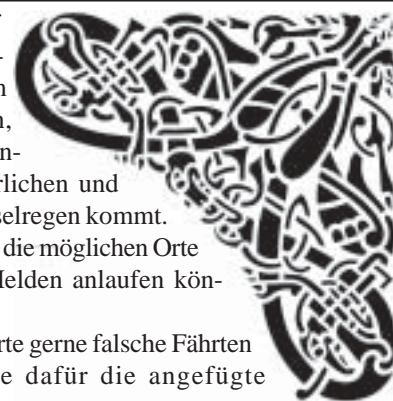 n
n,
n-
rlichen und
selregen kommt.
die möglichen Orte
Helden anlaufen kön-
rte gerne falsche Fährten
e dafür die angefügte